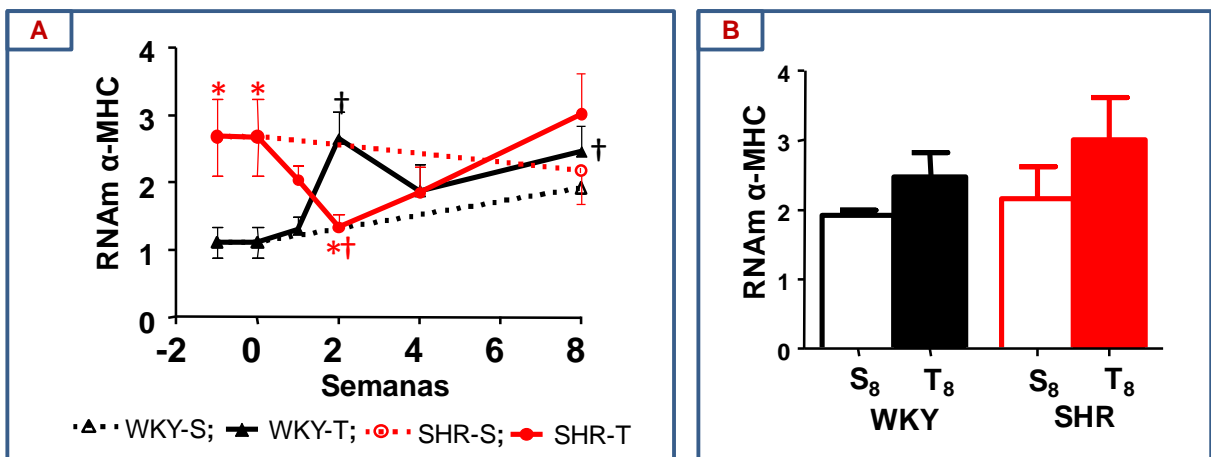 A
RNAm α-MHC
4
3
2
1
0
* *
†
†
*†
-2 0 2 4 6 8
Semanas
WKY-S; WKY-T; SHR-S; SHR-T
B
RNAm α-MHC
4
3
2
1
0
S₈ T₈ S₈ T₈
WKY SHR